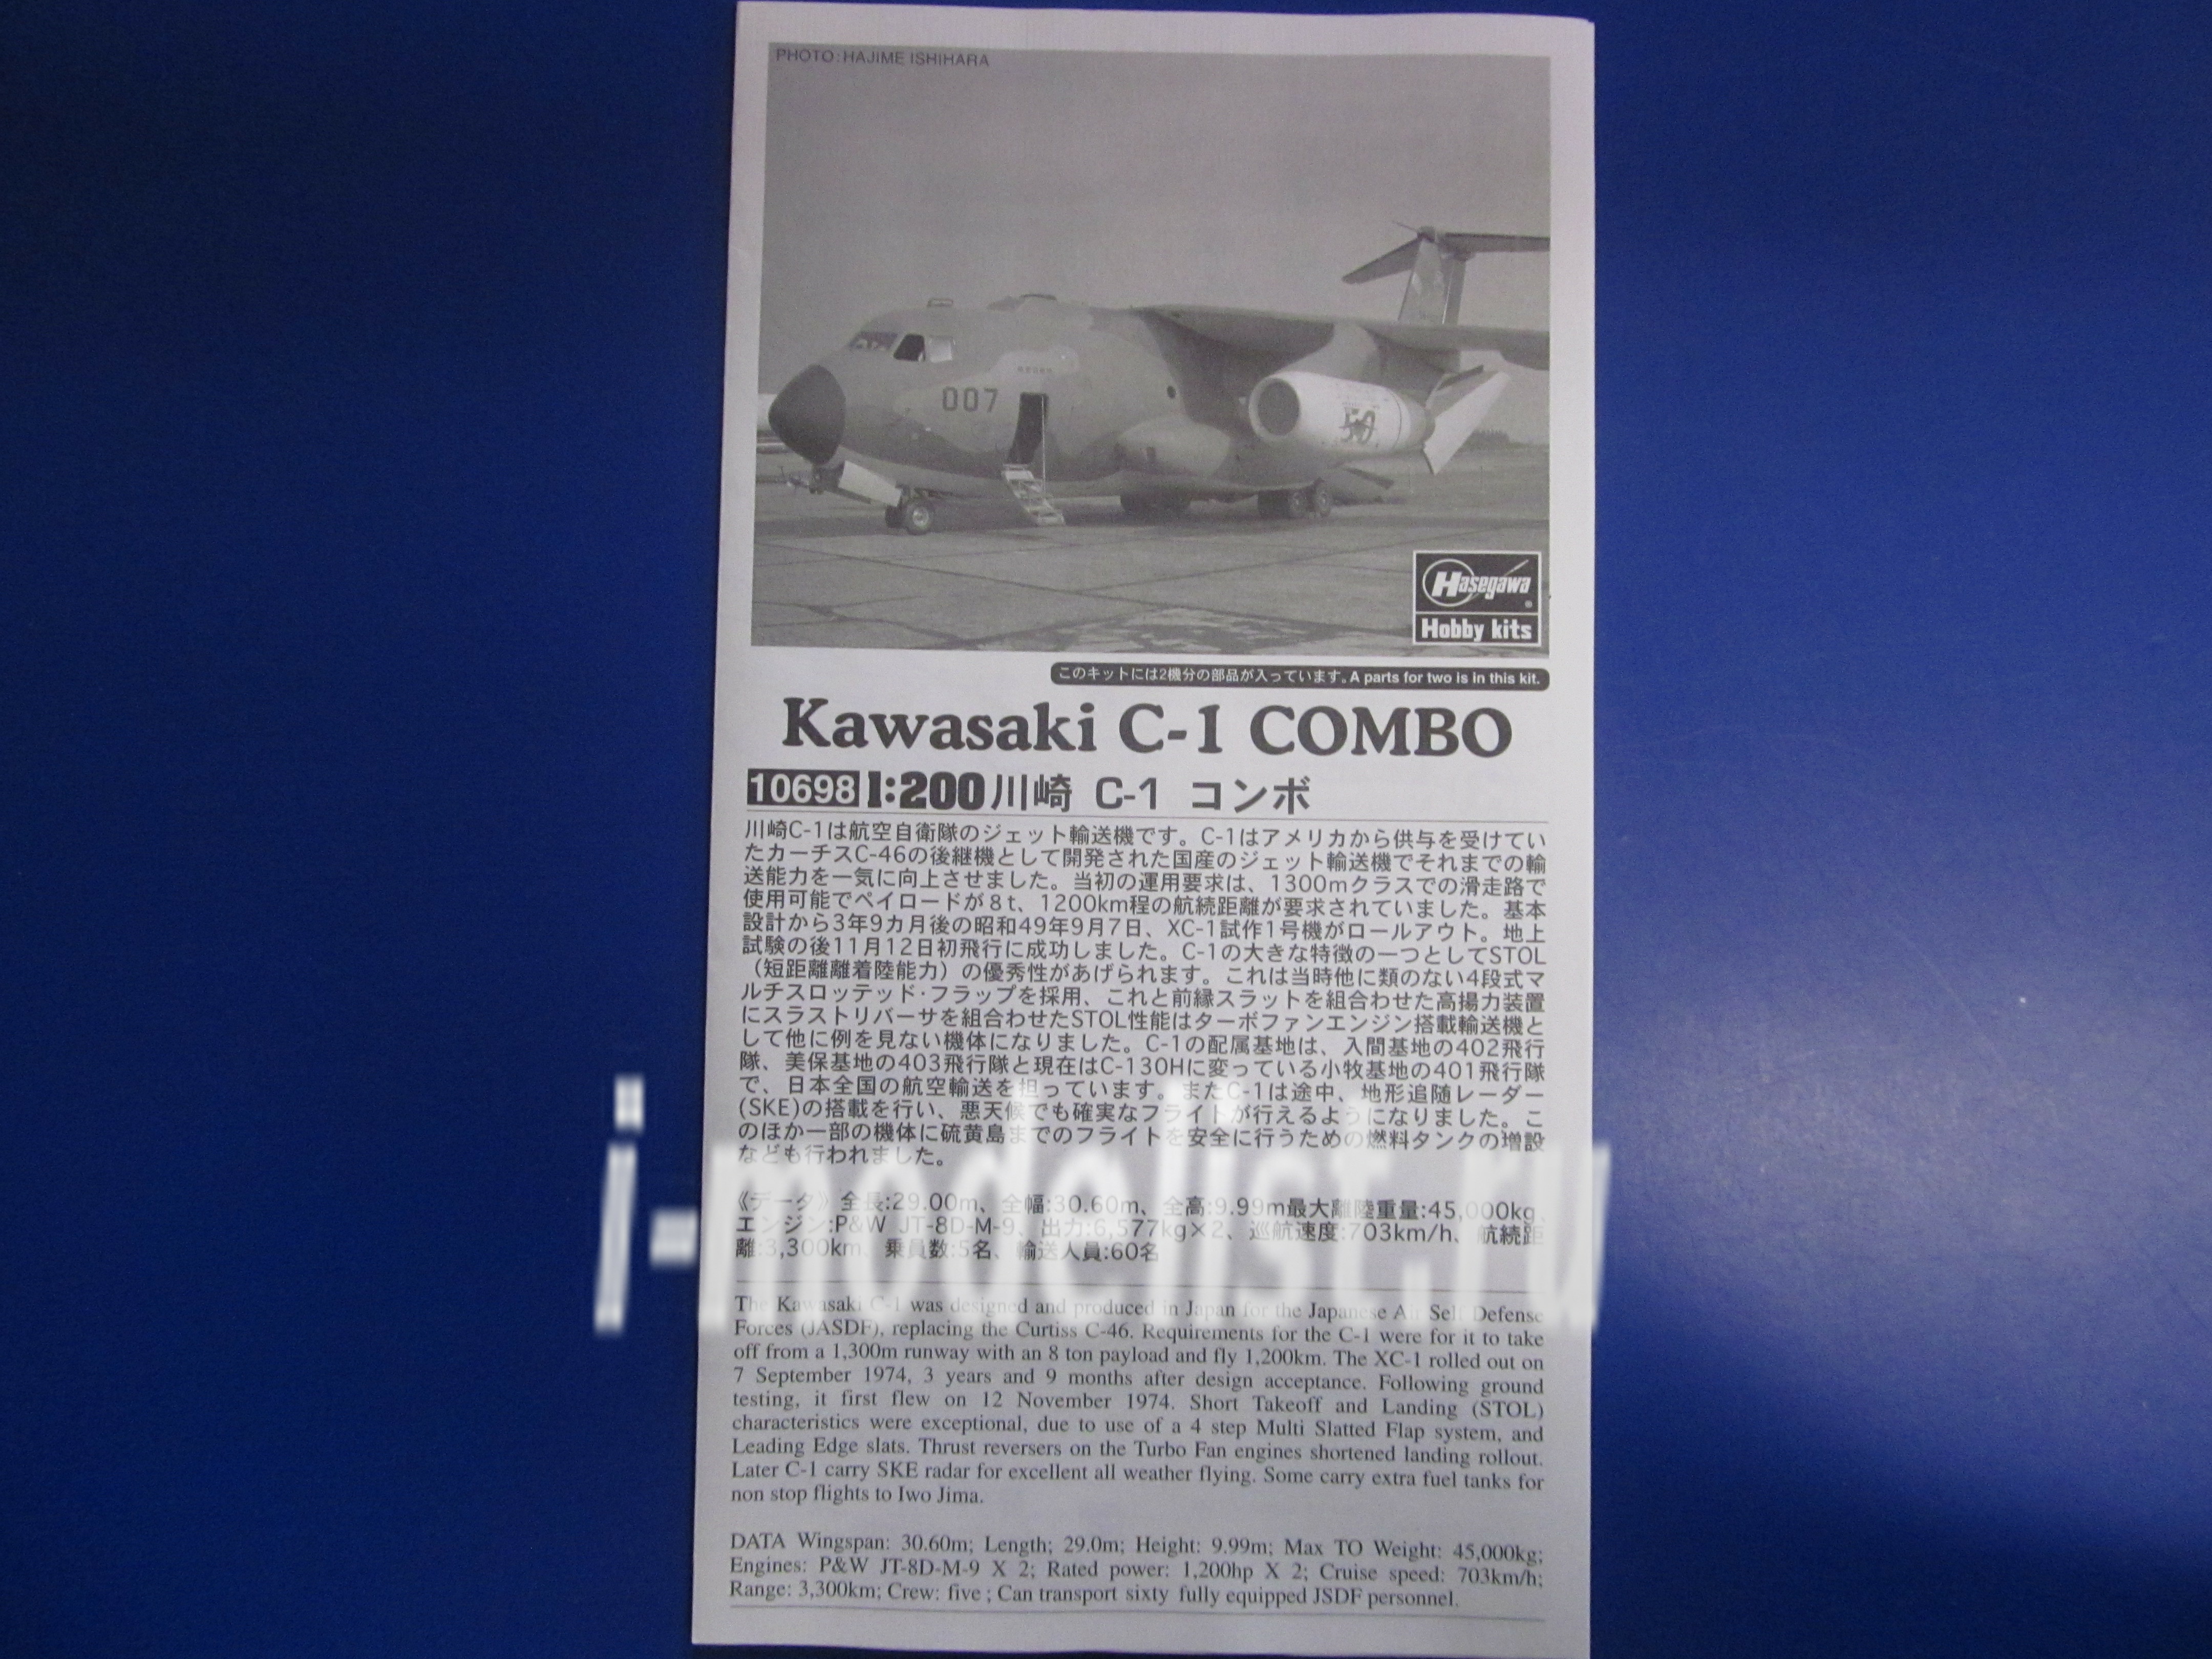 PHOTO:HAJIME ISHIHARA
007
50
Hasegawa
Hobby kits
このキットには2機分の部品が入っています。A parts for two is in this kit.
Kawasaki C-1 COMBO
10698 1:200 川崎 C-1 コンボ
川崎C-1は航空自衛隊のジェット輸送機です。C-1はアメリカから供与を受けてい
たカーチスC-46の後継機として開発された国産のジェット輸送機でそれまでの輸
送能力を一気に向上させました。当初の運用要求は、1300mクラスでの滑走路で
使用可能でペイロードが8t、1200km程の航続距離が要求されていました。基本
設計から3年9カ月後の昭和49年9月7日、XC-1試作1号機がロールアウト。地上
試験の後11月12日初飛行に成功しました。C-1の大きな特徴の一つとしてSTOL
（短距離離着陸能力）の優秀性があげられます。これは当時他に類のない4段式マ
ルチスロッテッド・フラップを採用、これと前縁スラットを組合わせた高揚力装置
にスラストリバーサを組合わせたSTOL性能はターボファンエンジン搭載輸送機と
して他に例を見ない機体になりました。C-1の配属基地は、入間基地の402飛行
隊、美保基地の403飛行隊と現在はC-130Hに変っている小牧基地の401飛行隊
で、日本全国の航空輸送を担っています。またC-1は途中、地形追随レーダー
(SKE)の搭載を行い、悪天候でも確実なフライトが行えるようになりました。こ
のほか一部の機体に硫黄島までのフライトを安全に行うための燃料タンクの増設
なども行われました。
《データ》全長:29.00m、全幅:30.60m、全高:9.99m最大離陸重量:45,000kg、
エンジン:P&W JT-8D-M-9、出力:6,577kg×2、巡航速度:703km/h、航続距
離:3,300km、乗員数:5名、輸送人員:60名
i-modelist.ru
The Kawasaki C-1 was designed and produced in Japan for the Japanese Air Self Defense
Forces (JASDF), replacing the Curtiss C-46. Requirements for the C-1 were for it to take
off from a 1,300m runway with an 8 ton payload and fly 1,200km. The XC-1 rolled out on
7 September 1974, 3 years and 9 months after design acceptance. Following ground
testing, it first flew on 12 November 1974. Short Takeoff and Landing (STOL)
characteristics were exceptional, due to use of a 4 step Multi Slatted Flap system, and
Leading Edge slats. Thrust reversers on the Turbo Fan engines shortened landing rollout.
Later C-1 carry SKE radar for excellent all weather flying. Some carry extra fuel tanks for
non stop flights to Iwo Jima.
DATA Wingspan: 30.60m; Length; 29.0m; Height: 9.99m; Max TO Weight: 45,000kg;
Engines: P&W JT-8D-M-9 X 2; Rated power: 1,200hp X 2; Cruise speed: 703km/h;
Range: 3,300km; Crew: five ; Can transport sixty fully equipped JSDF personnel.